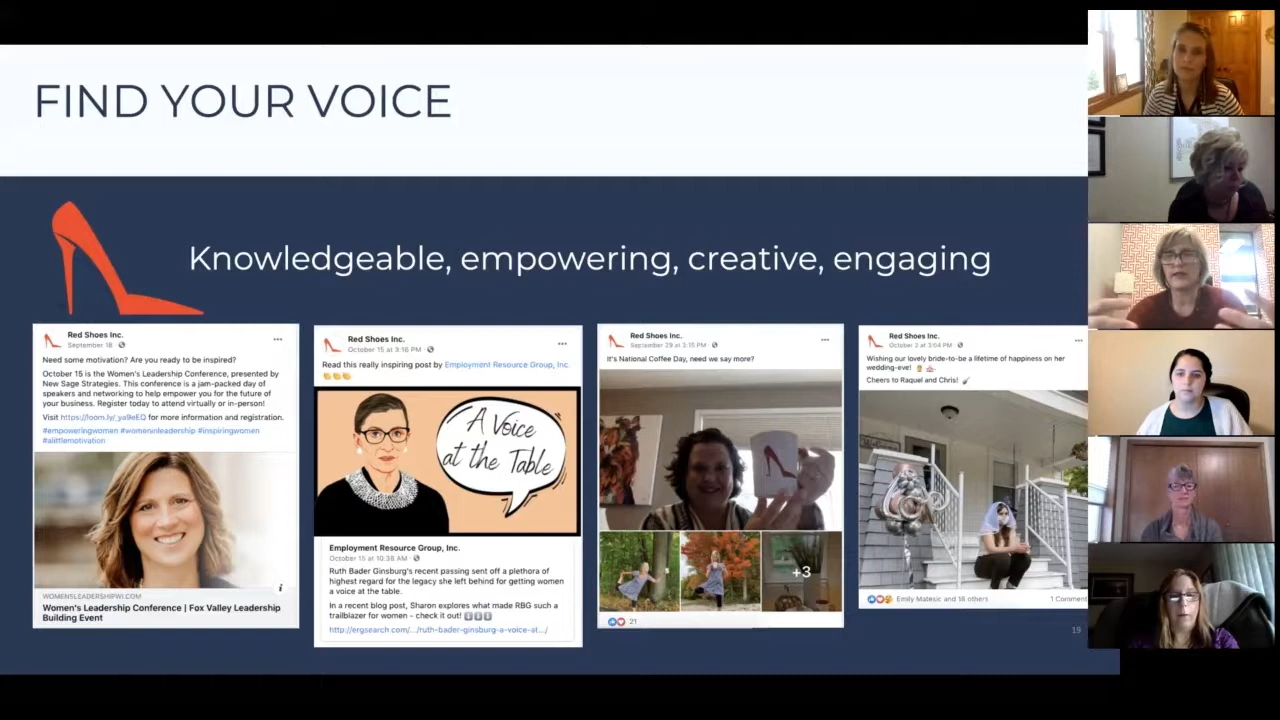 FIND YOUR VOICE
Knowledgeable, empowering, creative, engaging
Red Shoes Inc.
September 18
Need some motivation? Are you ready to be inspired?
October 15 is the Women's Leadership Conference, presented by
New Sage Strategies. This conference is a jam-packed day of
speakers and networking to help empower you for the future of
your business. Register today to attend virtually or in-person!
Visit https://loom.ly/_ya9eEQ for more information and registration.
#empoweringwomen #womeninleadership #inspiringwomen
#alittlemotivation
WOMENSLEADERSHIPWI.COM
Women's Leadership Conference | Fox Valley Leadership
Building Event
Red Shoes Inc.
October 15 at 3:16 PM
Read this really inspiring post by Employment Resource Group, Inc.
A Voice
at the Table
Employment Resource Group, Inc.
October 15 at 10:38 AM
Ruth Bader Ginsburg's recent passing sent off a plethora of
highest regard for the legacy she left behind for getting women
a voice at the table.
In a recent blog post, Sharon explores what made RBG such a
trailblazer for women - check it out!
http://ergsearch.com/.../ruth-bader-ginsburg-a-voice-at.../
Red Shoes Inc.
September 29 at 3:15 PM
It's National Coffee Day, need we say more?
+3
21
Red Shoes Inc.
October 2 at 3:04 PM
Wishing our lovely bride-to-be a lifetime of happiness on her
wedding-eve!
Cheers to Raquel and Chris!
Emily Matesic and 16 others
1 Comment
19